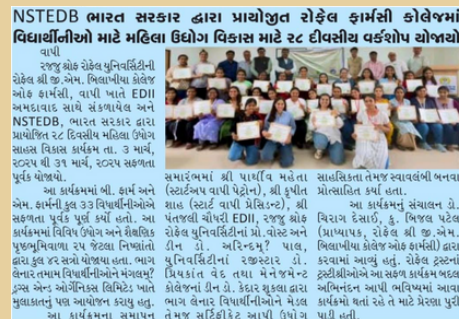 NSTEDB ભારત સરકાર દ્વારા પ્રાયોજીત રોફેલ ફાર્મસી કોલેજમાં
વિદ્યાર્થીનીઓ માટે મહિલા ઉદ્યોગ વિકાસ માટે ૨૮ દીવસીય વર્કશોપ યોજાયો
વાપી
રજજુ શ્રોફ રોફેલ યુનિવર્સિટીની
રોફેલ શ્રી જી.એમ. બિલાખીયા કોલેજ
ઓફ ફાર્મસી, વાપી ખાતે EDII
અમદાવાદ સાથે સંકળાયેલ અને
NSTEDB, ભારત સરકાર દ્વારા
પ્રાયોજિત ૨૮ દિવસીય મહિલા ઉદ્યોગ
સાહસ વિકાસ કાર્યક્રમ તા. ૩ માર્ચ,
૨૦૨૫ થી ૩૧ માર્ચ, ૨૦૨૫ સફળતા
પૂર્વક યોજાયો.
આ કાર્યક્રમમાં બી. ફાર્મ અને
એમ. ફાર્મની કુલ ૩૩ વિદ્યાર્થીનીઓએ
સફળતા પૂર્વક પૂર્ણ કર્યો હતો. આ
કાર્યક્રમમાં વિવિધ ઉદ્યોગ અને શૈક્ષણિક
પૃષ્ઠભૂમિવાળા ૨૫ જેટલા નિષ્ણાંતો
દ્વારા કુલ ૪૨ સત્રો યોજાયા હતા. ભાગ
લેનાર તમામ વિદ્યાર્થીનીઓને મંગલમ્
ડ્રગ્સ એન્ડ ઓર્ગેનિક્સ લિમિટેડ ખાતે
મુલાકાતનું પણ આયોજન કરાયુ હતુ.
આ કાર્યક્રમના સમાપન
સમારંભમાં શ્રી પાર્થીવ મહેતા
(સ્ટાર્ટઅપ વાપી પેટ્રોન), શ્રી કૃપીત
શાહ (સ્ટાર્ટ વાપી પ્રેસિડન્ટ), શ્રી
પંતજલી ચૌધરી EDII, રજજુ શ્રોફ
રોફેલ યુનિવર્સિટીનાં પ્રો. વોસ્ટ અને
ડીન ડો. અરિન્દમ્ પાલ,
યુનિવર્સિટીનાં રજીસ્ટાર ડો.
પ્રિયકાંત વેદ તથા મેનેજમેન્ટ
કોલેજનાં ડીન ડો. કેદાર શુકલા દ્વારા
ભાગ લેનાર વિદ્યાર્થીનીઓને મેડલ
તેમજ સર્ટિફીકેટ આપી ઉદ્યોગ
સાહસિકતા તેમજ સ્વાવલંબી બનવા
પ્રોત્સાહિત કર્યા હતા.
આ કાર્યક્રમનું સંચાલન ડો.
ચિરાગ દેસાઈ, કુ. બિજલ પટેલ
(પ્રાધ્યાપક, રોફેલ શ્રી જી.એમ.
બિલાખીયા કોલેજ ઓફ ફાર્મસી) દ્વારા
કરવામાં આવ્યું હતું. રોફેલ ટ્રસ્ટનાં
ટ્રસ્ટીશ્રીઓએ આ સફળ કાર્યક્રમ બદલ
અભિનંદન આપી ભવિષ્યમાં આવા
કાર્યક્રમો થતાં રહે તે માટે પ્રેરણા પુરી
પાડી હતી.